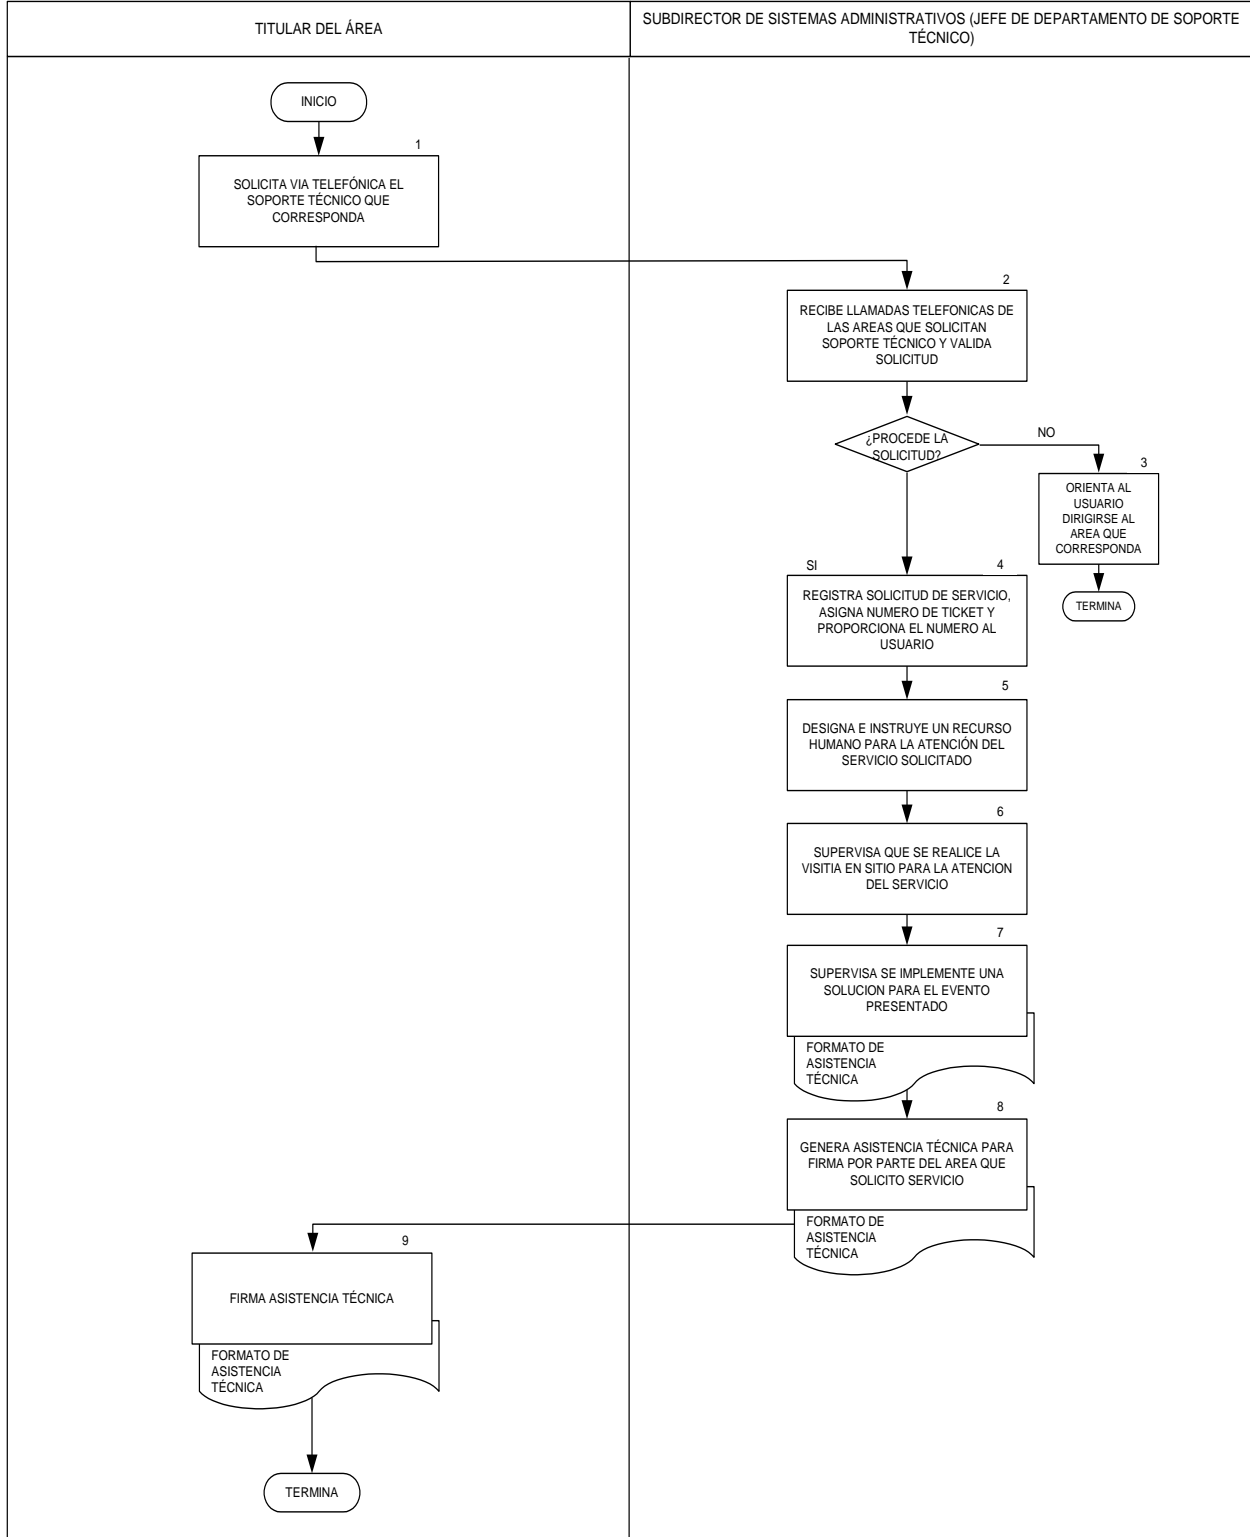 TITULAR DEL ÁREA
SUBDIRECTOR DE SISTEMAS ADMINISTRATIVOS (JEFE DE DEPARTAMENTO DE SOPORTE
TÉCNICO)
INICIO
1
SOLICITA VIA TELEFÓNICA EL
SOPORTE TÉCNICO QUE
CORRESPONDA
2
RECIBE LLAMADAS TELEFONICAS DE
LAS AREAS QUE SOLICITAN
SOPORTE TÉCNICO Y VALIDA
SOLICITUD
¿PROCEDE LA
SOLICITUD?
NO
3
ORIENTA AL
USUARIO
DIRIGIRSE AL
AREA QUE
CORRESPONDA
TERMINA
SI
4
REGISTRA SOLICITUD DE SERVICIO,
ASIGNA NUMERO DE TICKET Y
PROPORCIONA EL NUMERO AL
USUARIO
5
DESIGNA E INSTRUYE UN RECURSO
HUMANO PARA LA ATENCIÓN DEL
SERVICIO SOLICITADO
6
SUPERVISA QUE SE REALICE LA
VISITIA EN SITIO PARA LA ATENCION
DEL SERVICIO
7
SUPERVISA SE IMPLEMENTE UNA
SOLUCION PARA EL EVENTO
PRESENTADO
FORMATO DE
ASISTENCIA
TÉCNICA
8
GENERA ASISTENCIA TÉCNICA PARA
FIRMA POR PARTE DEL AREA QUE
SOLICITO SERVICIO
FORMATO DE
ASISTENCIA
TÉCNICA
9
FIRMA ASISTENCIA TÉCNICA
FORMATO DE
ASISTENCIA
TÉCNICA
TERMINA